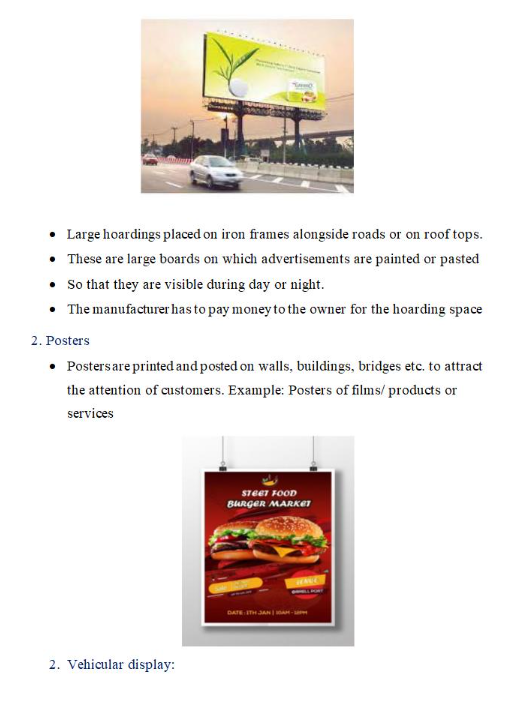 • Large hoardings placed on iron frames alongside roads or on roof tops.
• These are large boards on which advertisements are painted or pasted
• So that they are visible during day or night.
• The manufacturer has to pay money to the owner for the hoarding space
2. Posters
• Posters are printed and posted on walls, buildings, bridges etc. to attract
the attention of customers. Example: Posters of films/ products or
services
STEET FOOD
BURGER MARKET
2. Vehicular display: